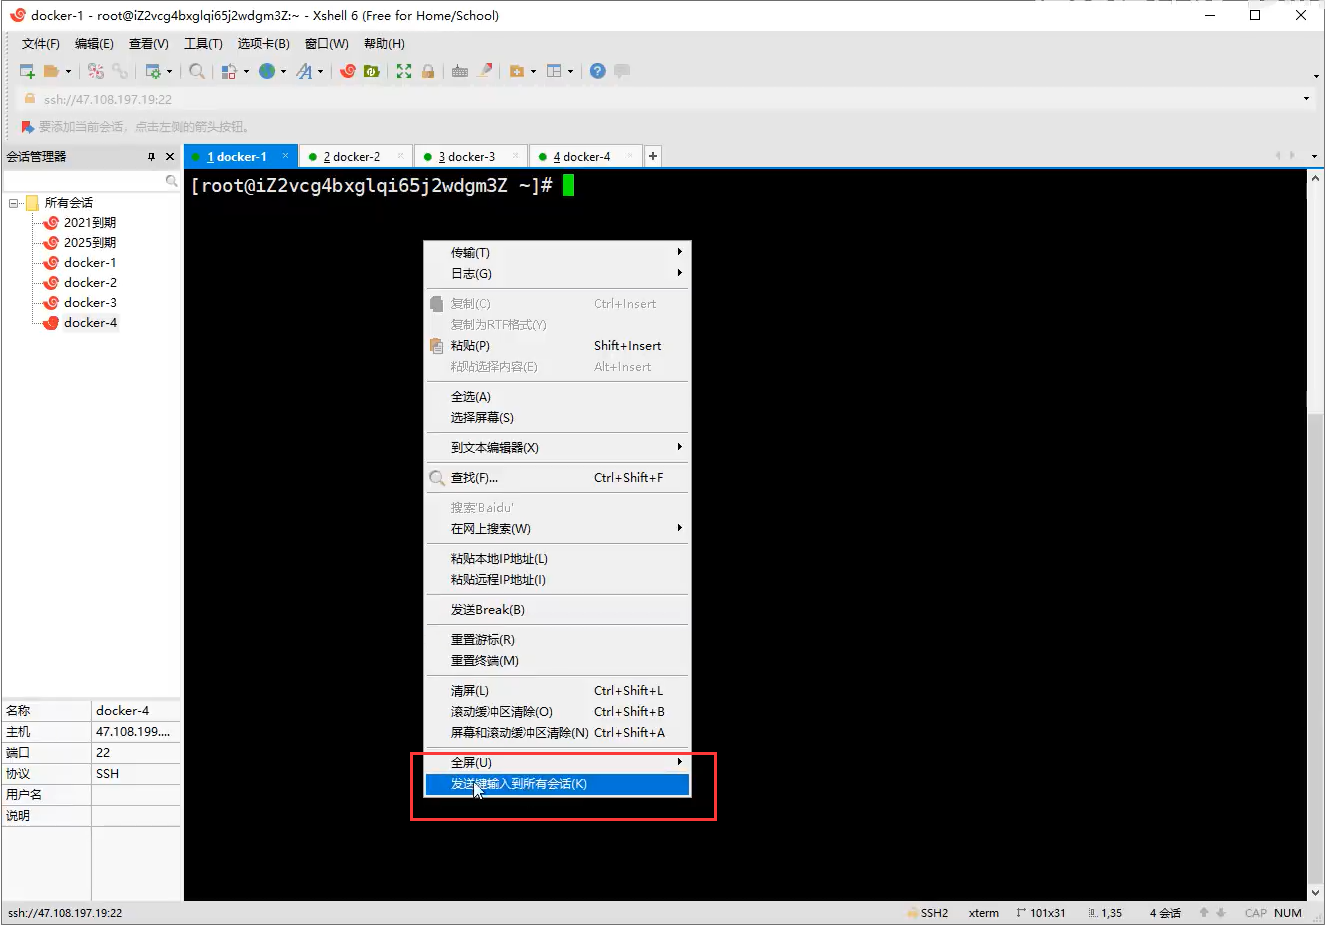 docker-1 - root@iZ2vcg4bxglqi65j2wdgm3Z:~ - Xshell 6 (Free for Home/School)
文件(F) 编辑(E) 查看(V) 工具(T) 选项卡(B) 窗口(W) 帮助(H)
ssh://47.108.197.19:22
要添加当前会话，点击左侧的箭头按钮。
会话管理器
1 docker-1 2 docker-2 3 docker-3 4 docker-4
[root@iZ2vcg4bxglqi65j2wdgm3Z ~]#
所有会话
2021到期
2025到期
docker-1
docker-2
docker-3
docker-4
传输(T)
日志(G)
复制(C) Ctrl+Insert
复制为RTF格式(Y)
粘贴(P) Shift+Insert
粘贴选择内容(E) Alt+Insert
全选(A)
选择屏幕(S)
到文本编辑器(X)
查找(F)... Ctrl+Shift+F
搜索'Baidu'
在网上搜索(W)
粘贴本地IP地址(L)
粘贴远程IP地址(I)
发送Break(B)
重置游标(R)
重置终端(M)
清屏(L) Ctrl+Shift+L
滚动缓冲区清除(O) Ctrl+Shift+B
屏幕和滚动缓冲区清除(N) Ctrl+Shift+A
全屏(U)
发送键输入到所有会话(K)
名称 docker-4
主机 47.108.199....
端口 22
协议 SSH
用户名
说明
ssh://47.108.197.19:22 SSH2 xterm 101x31 1,35 4 会话 CAP NUM